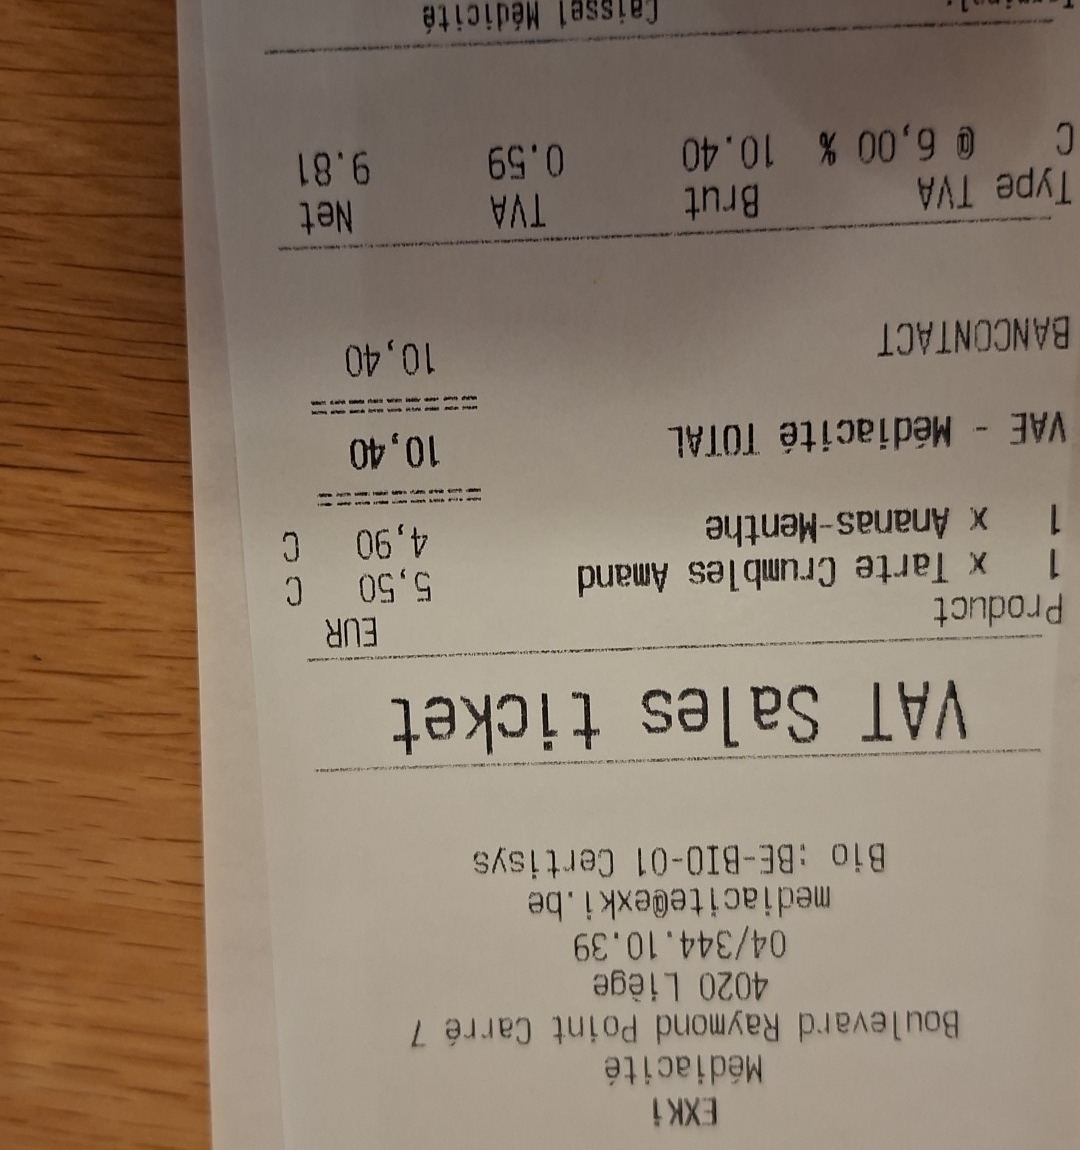 EXKi
Médiacité
Boulevard Raymond Point Carré 7
4020 Liège
04/344.10.39
mediacite@exki.be
Bio :BE-BIO-01 Certisys
VAT Sales ticket
Product EUR
1 x Tarte Crumbles Amand 5,50 C
1 x Ananas-Menthe 4,90 C
VAE - Médiacité TOTAL 10,40
BANCONTACT 10,40
Type TVA Brut TVA Net
C @ 6,00 % 10.40 0.59 9.81
Caisse1 Médicité